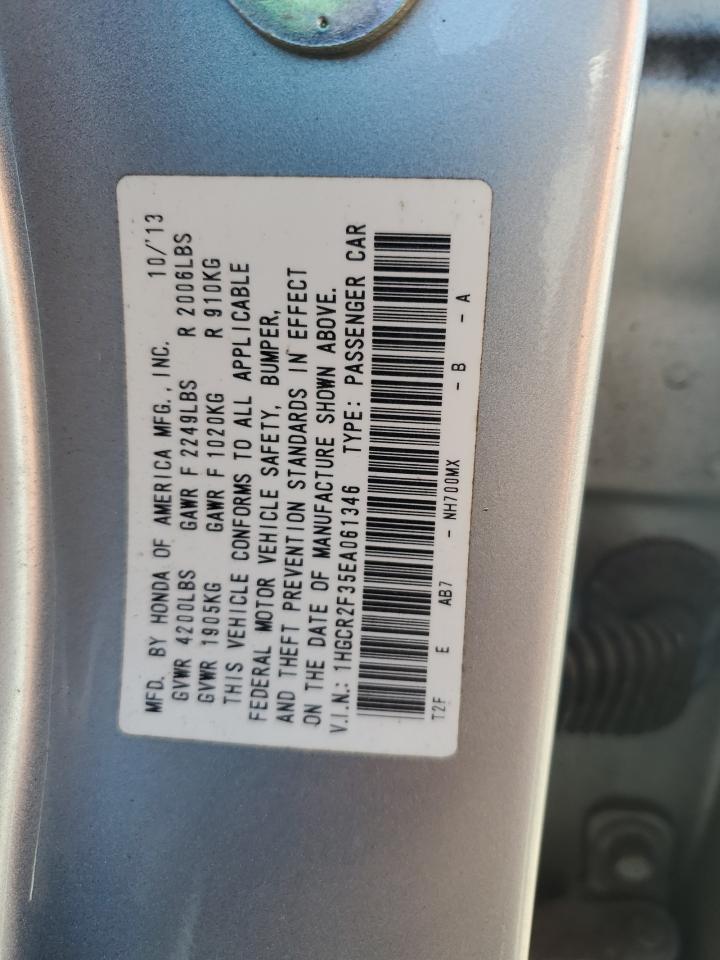 MFD. BY HONDA OF AMERICA MFG., INC. 10/'13
GVWR 4200LBS GAWR F 2249LBS R 2006LBS
GVWR 1905KG GAWR F 1020KG R 910KG
THIS VEHICLE CONFORMS TO ALL APPLICABLE
FEDERAL MOTOR VEHICLE SAFETY, BUMPER,
AND THEFT PREVENTION STANDARDS IN EFFECT
ON THE DATE OF MANUFACTURE SHOWN ABOVE.
V.I.N.: 1HGCR2F35EA061346 TYPE: PASSENGER CAR
T2F E AB7 - NH700MX - B - A